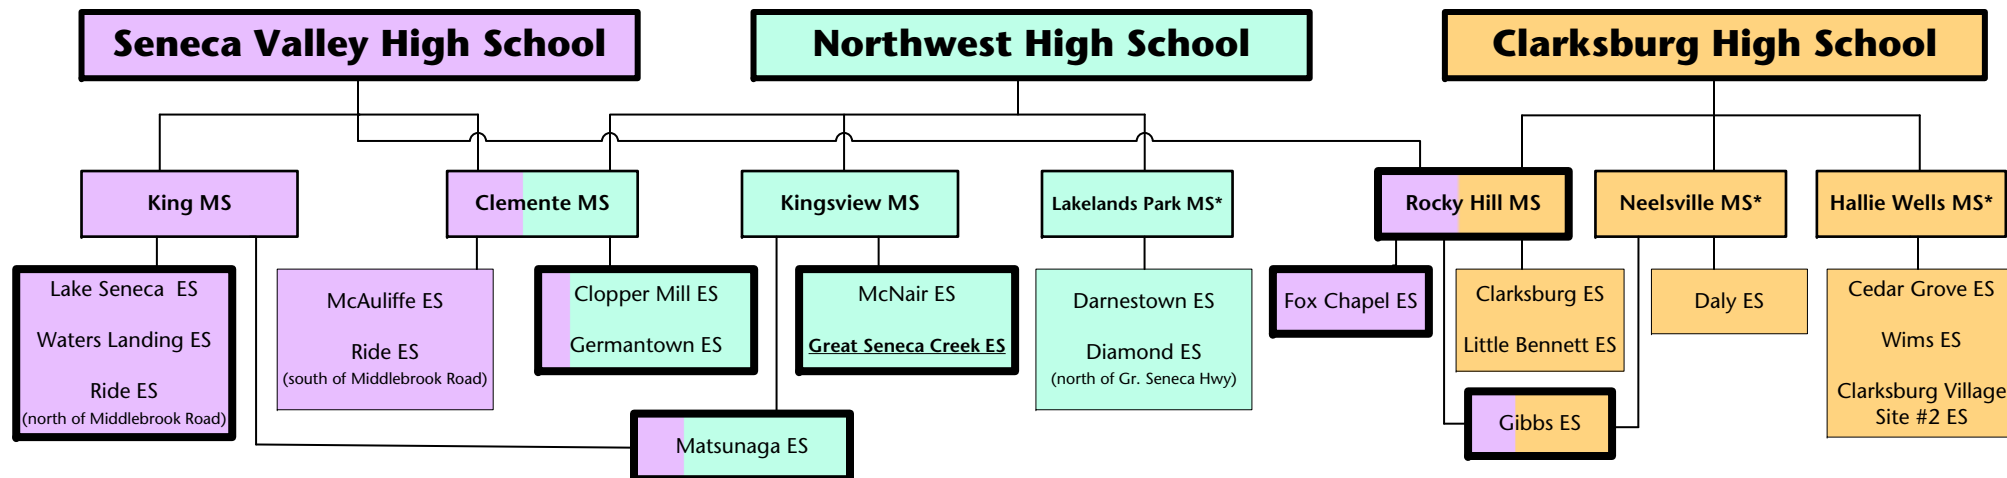 Seneca Valley High School
Northwest High School
Clarksburg High School
King MS
Clemente MS
Kingsview MS
Lakelands Park MS*
Rocky Hill MS
Neelsville MS*
Hallie Wells MS*
Lake Seneca ES
Waters Landing ES
Ride ES
(north of Middlebrook Road)
McAuliffe ES
Ride ES
(south of Middlebrook Road)
Clopper Mill ES
Germantown ES
McNair ES
Great Seneca Creek ES
Darnestown ES
Diamond ES
(north of Gr. Seneca Hwy)
Fox Chapel ES
Clarksburg ES
Little Bennett ES
Daly ES
Cedar Grove ES
Wims ES
Clarksburg Village
Site #2 ES
Matsunaga ES
Gibbs ES